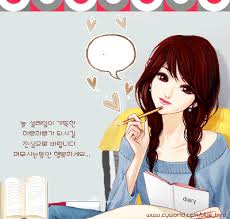 늘 설레임이 가득한
하루하루가 되시길
진심으로 바랍니다
머무시는동안 행복하세요...
diary